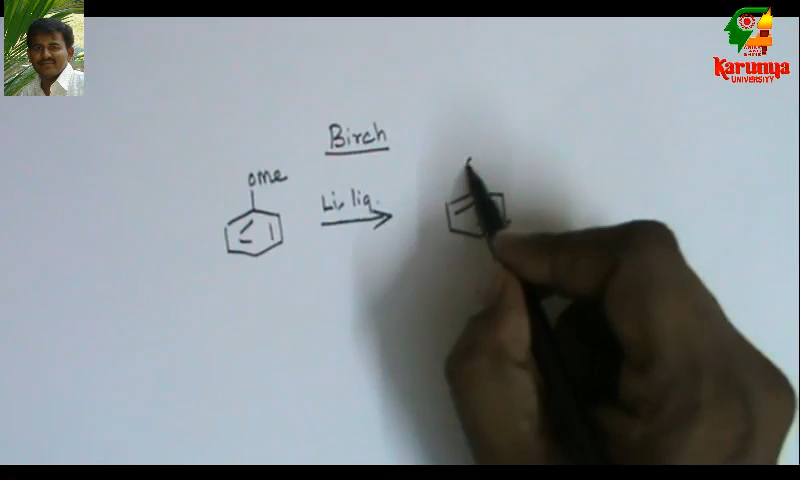 Karunya
UNIVERSITY
Birch
OMe
Li, liq.